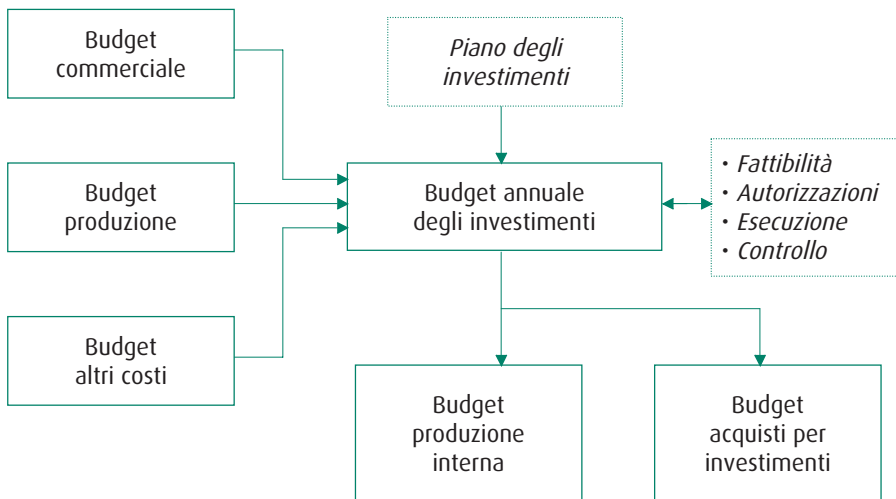 Budget
commerciale
Piano degli
investimenti
Budget
produzione
Budget annuale
degli investimenti
• Fattibilità
• Autorizzazioni
• Esecuzione
• Controllo
Budget
altri costi
Budget
produzione
interna
Budget
acquisti per
investimenti